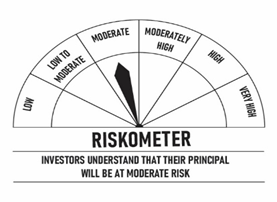 LOW
LOW TO
MODERATE
MODERATE
MODERATELY
HIGH
HIGH
VERY HIGH
RISKOMETER
INVESTORS UNDERSTAND THAT THEIR PRINCIPAL
WILL BE AT MODERATE RISK